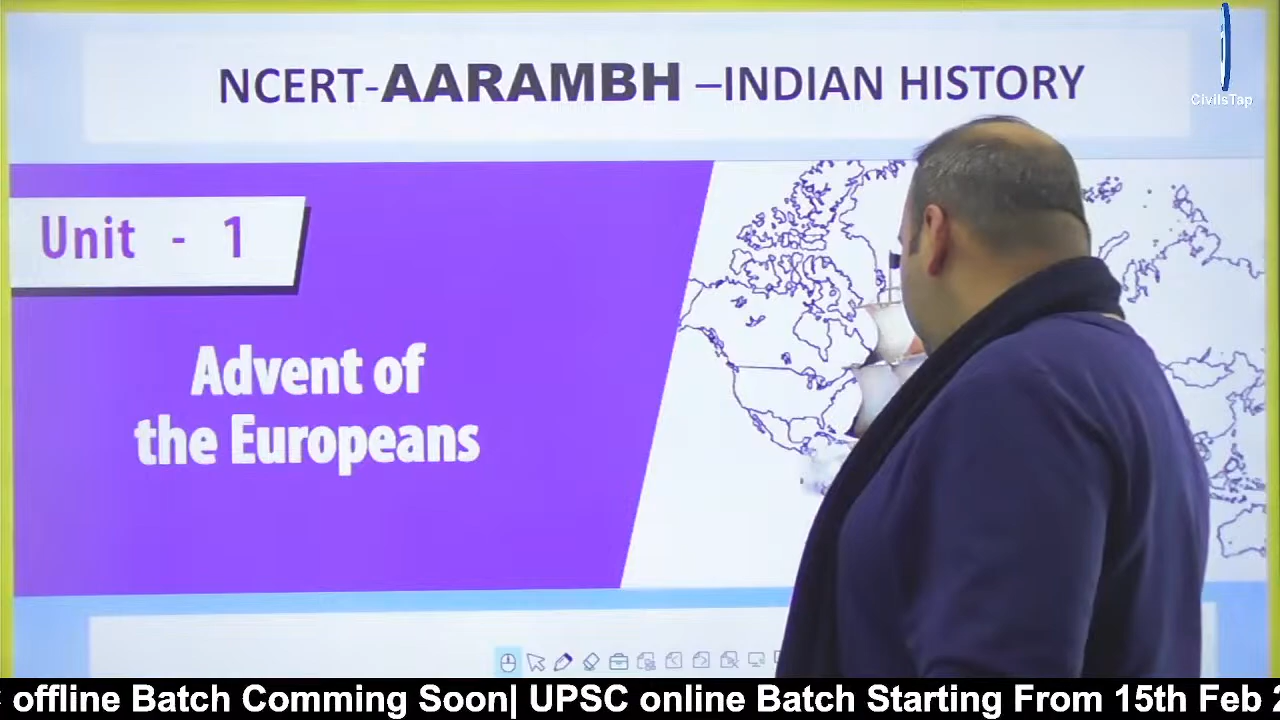 NCERT-AARAMBH –INDIAN HISTORY
CivilsTap
Unit - 1
Advent of
the Europeans
offline Batch Comming Soon| UPSC online Batch Starting From 15th Feb